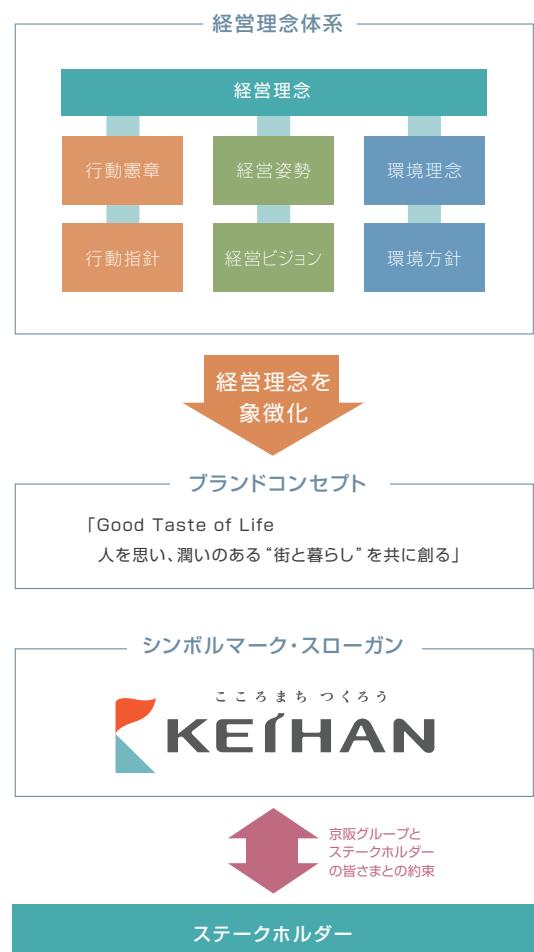 経営理念体系
経営理念
行動憲章 経営姿勢 環境理念
行動指針 経営ビジョン 環境方針
経営理念を
象徴化
ブランドコンセプト
「Good Taste of Life
人を思い、潤いのある“街と暮らし”を共に創る」
シンボルマーク・スローガン
こころまち つくろう
KEIHAN
京阪グループと
ステークホルダー
の皆さまとの約束
ステークホルダー